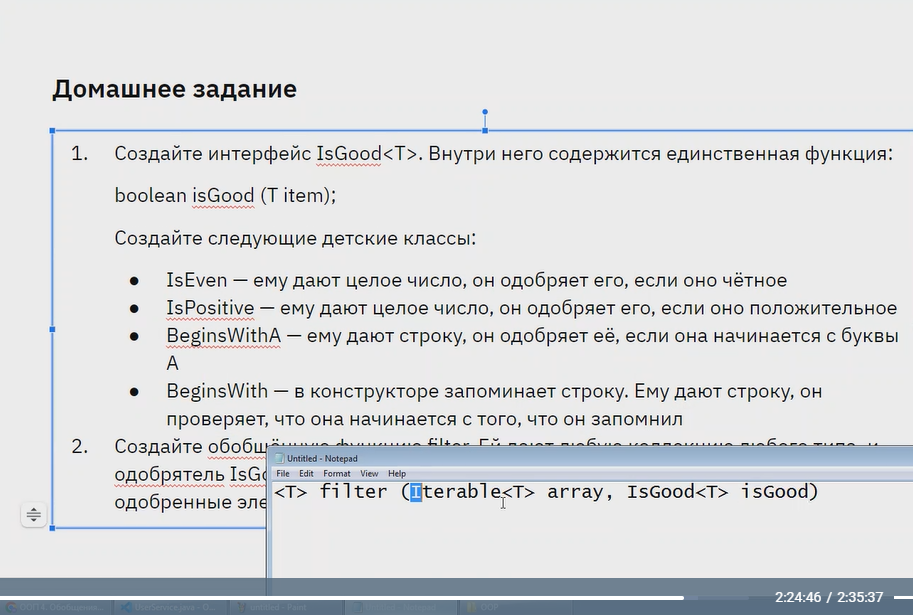 Домашнее задание
1. Создайте интерфейс IsGood<T>. Внутри него содержится единственная функция:
boolean isGood (T item);
Создайте следующие детские классы:
● IsEven — ему дают целое число, он одобряет его, если оно чётное
● IsPositive — ему дают целое число, он одобряет его, если оно положительное
● BeginsWithA — ему дают строку, он одобряет её, если она начинается с буквы
А
● BeginsWith — в конструкторе запоминает строку. Ему дают строку, он
проверяет, что она начинается с того, что он запомнил
2. Создайте обобщённую функцию filter. Ей дают любую коллекцию любого типа, и
Untitled - Notepad
одобрятель
File Edit Format View Help
<T> filter (Iterable<T> array, IsGood<T> isGood)
одобренные
2:24:46 / 2:35:37